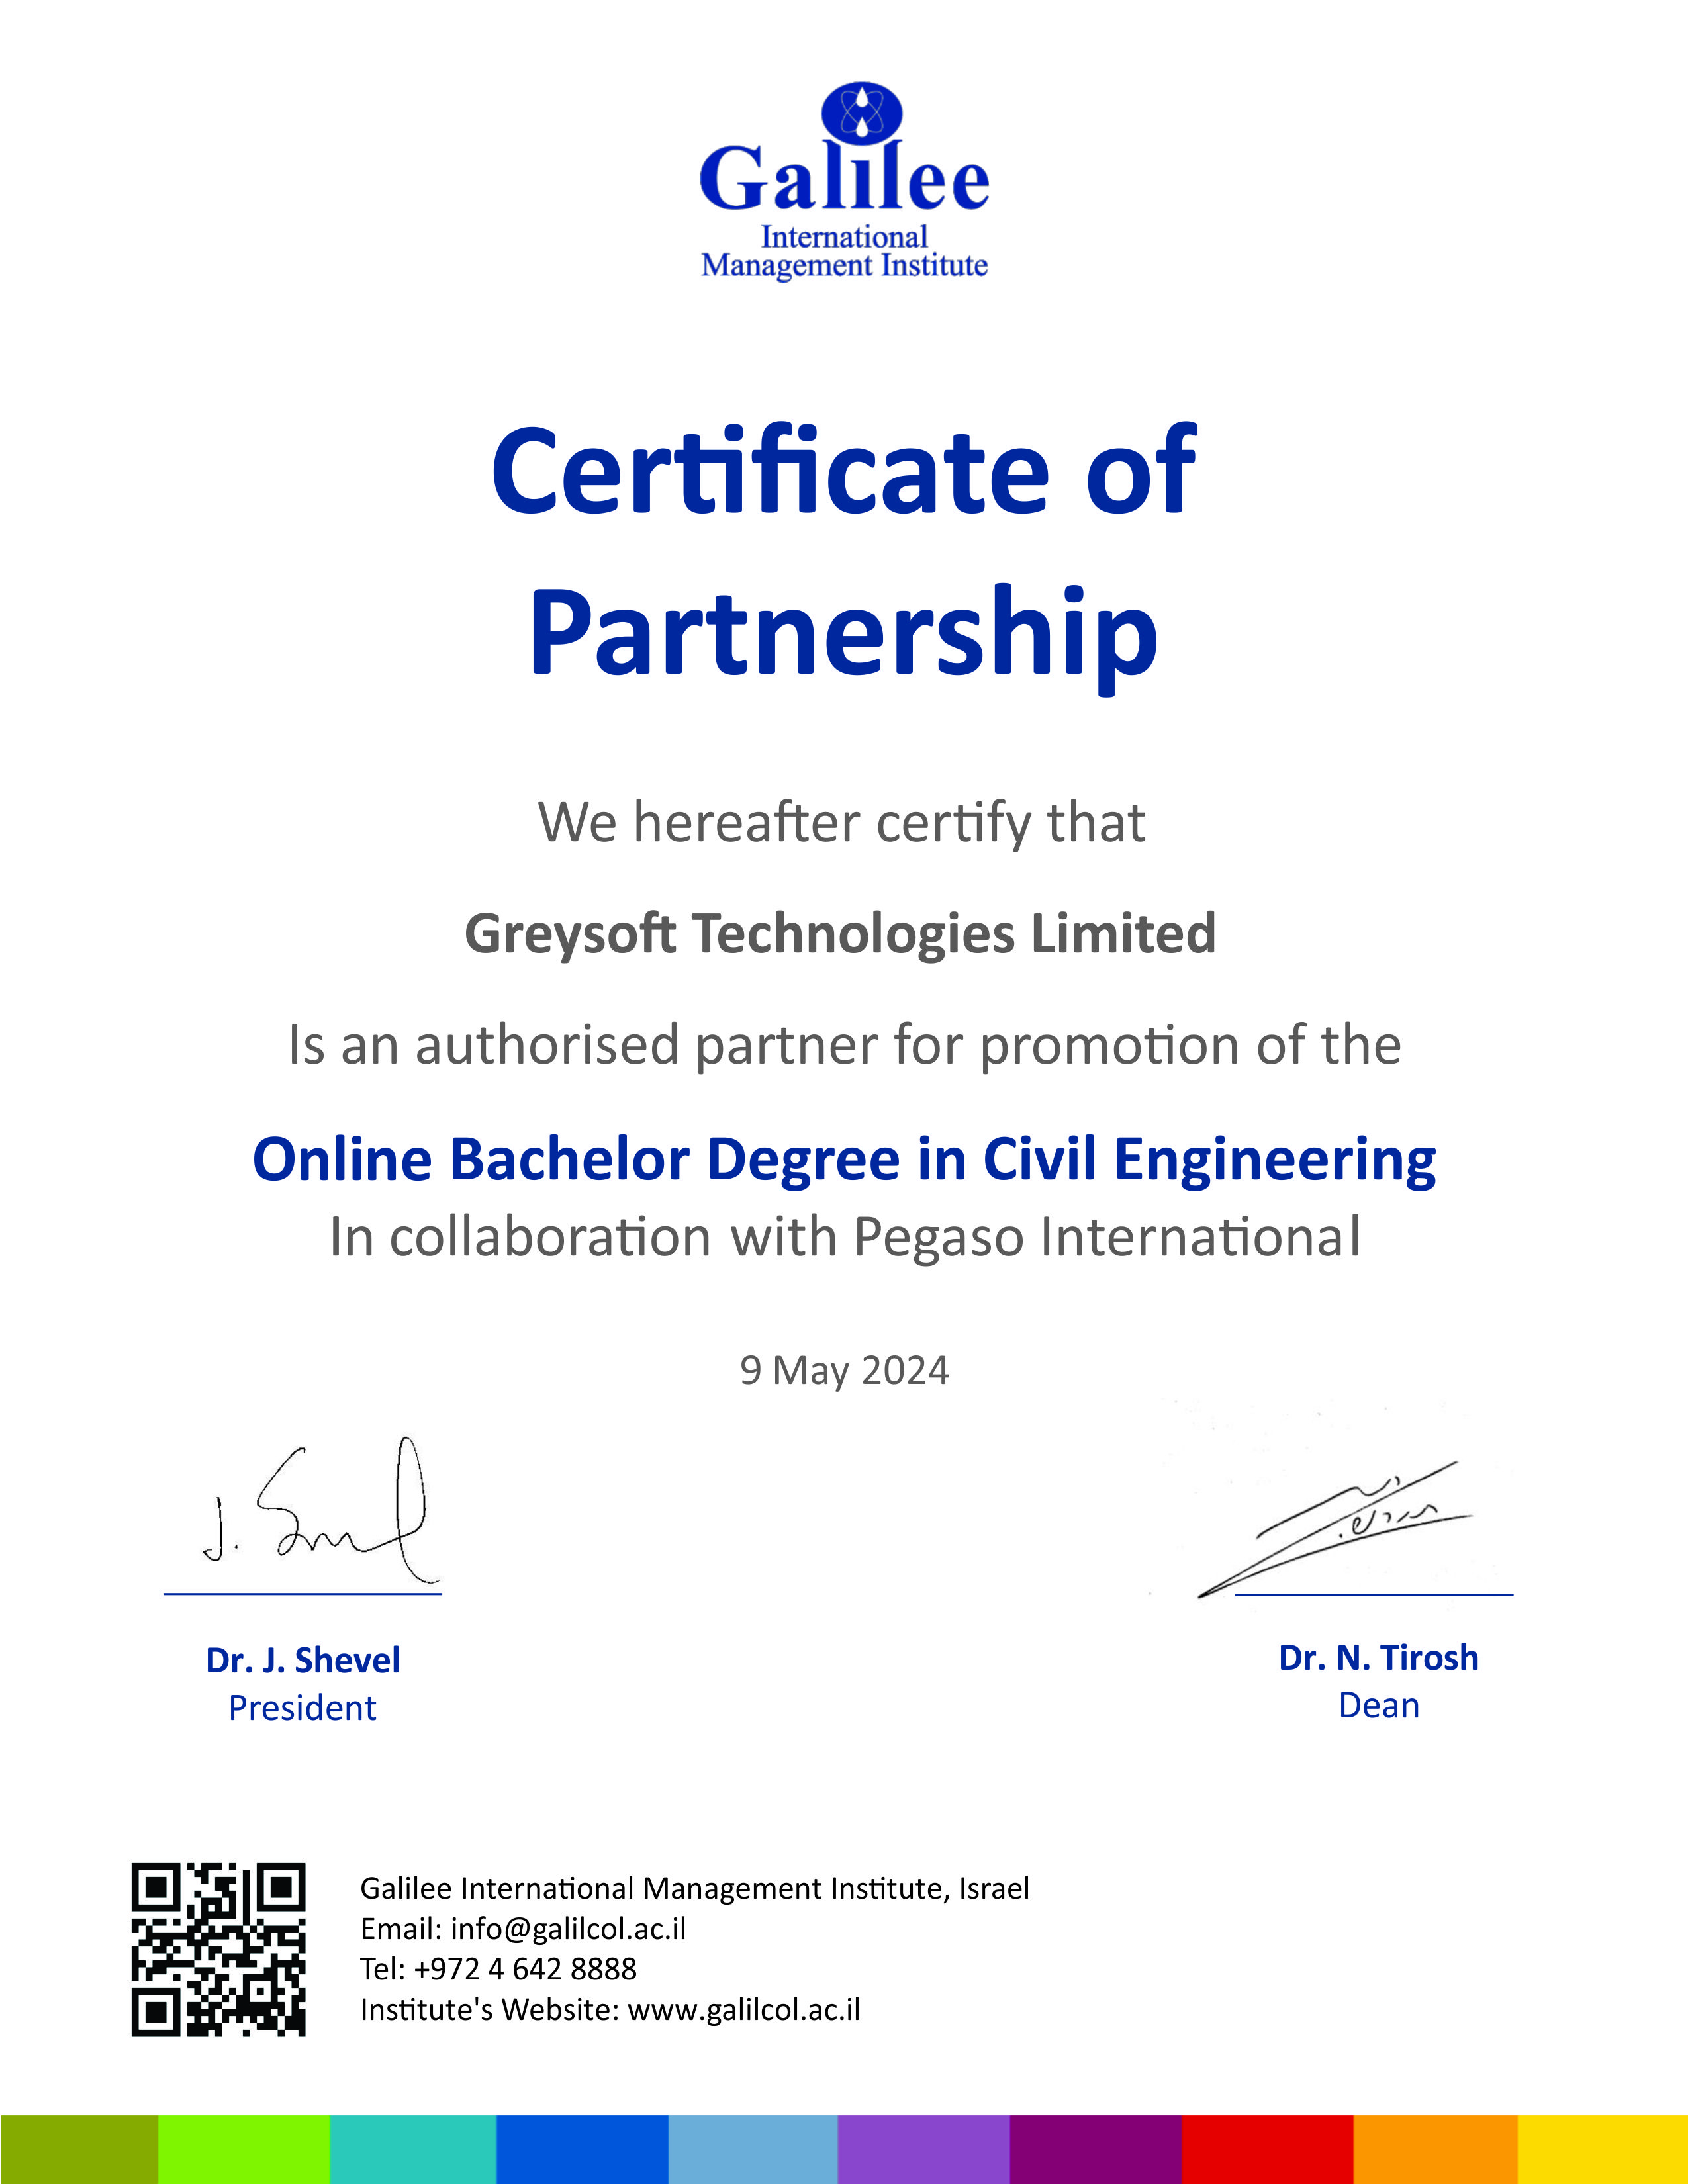 Galilee
International
Management Institute
Certificate of
Partnership
We hereafter certify that
Greysoft Technologies Limited
Is an authorised partner for promotion of the
Online Bachelor Degree in Civil Engineering
In collaboration with Pegaso International
9 May 2024
Dr. J. Shevel
President
Dr. N. Tirosh
Dean
Galilee International Management Institute, Israel
Email: info@galilcol.ac.il
Tel: +972 4 642 8888
Institute's Website: www.galilcol.ac.il